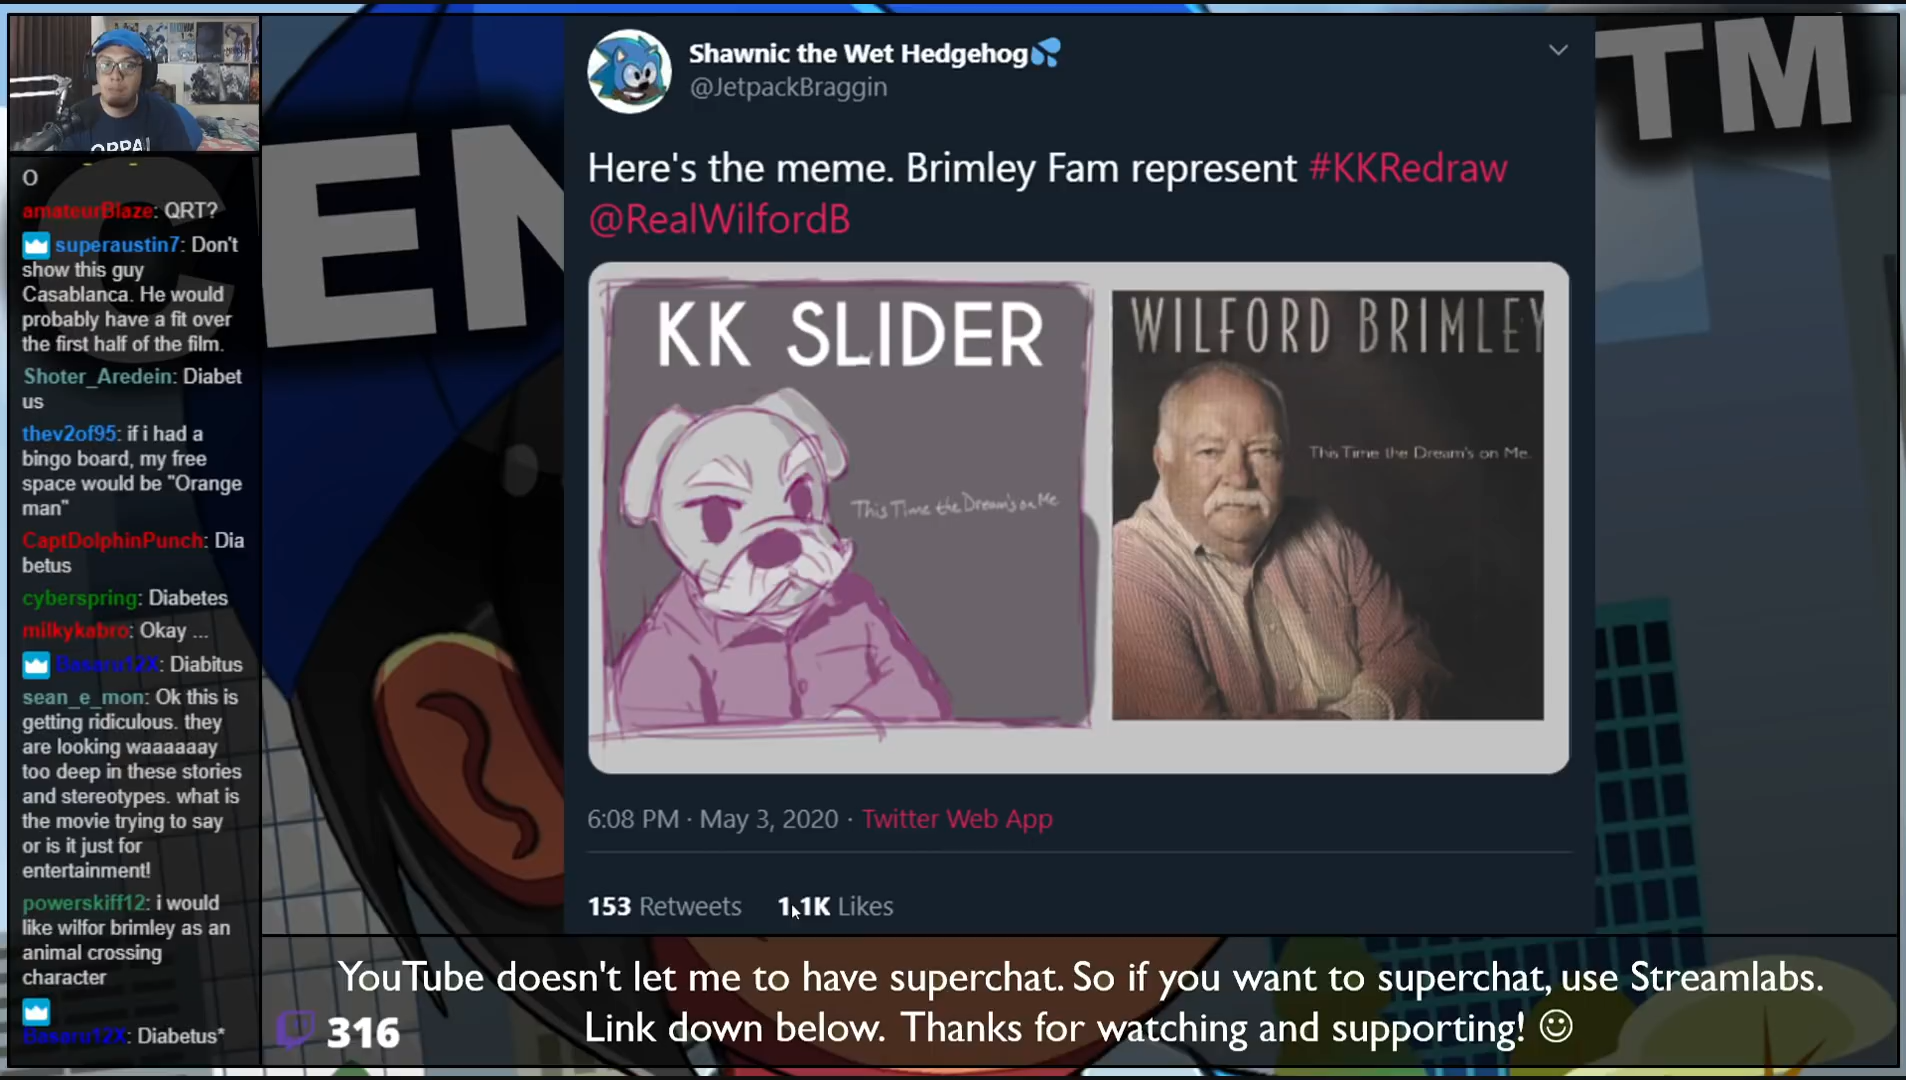 ORPAI
O
amateurBlaze: QRT?
superaustin7: Don't
show this guy
Casablanca. He would
probably have a fit over
the first half of the film.
Shoter_Aredein: Diabet
us
thev2of95: if i had a
bingo board, my free
space would be "Orange
man"
CaptDolphinPunch: Dia
betus
cyberspring: Diabetes
milkykabro: Okay ...
Basaru12X: Diabitus
sean_e_mon: Ok this is
getting ridiculous. they
are looking waaaaaay
too deep in these stories
and stereotypes. what is
the movie trying to say
or is it just for
entertainment!
powerskiff12: i would
like wilfor brimley as an
animal crossing
character
Basaru12X: Diabetus*
CEN
TM
Shawnic the Wet Hedgehog
@JetpackBraggin
Here's the meme. Brimley Fam represent #KKRedraw
@RealWilfordB
KK SLIDER
This Time the Dream's on Me
WILFORD BRIMLEY
This Time the Dream's on Me.
6:08 PM · May 3, 2020 · Twitter Web App
153 Retweets 1.1K Likes
YouTube doesn't let me to have superchat. So if you want to superchat, use Streamlabs.
Link down below. Thanks for watching and supporting! ☺
316